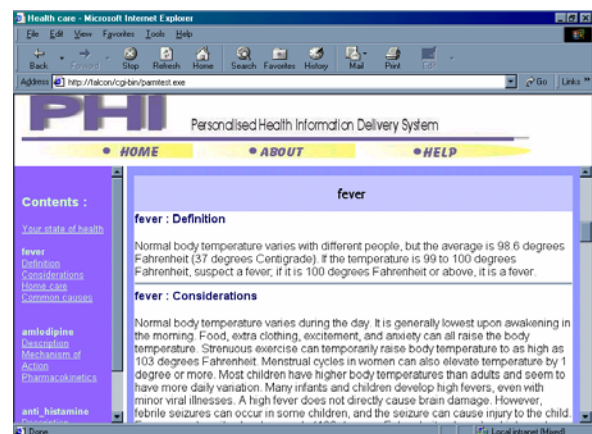 Health care - Microsoft Internet Explorer
File Edit View Favorites Tools Help
Back Forward Stop Refresh Home Search Favorites History Mail Print Edit
Address http://falcon/cgi-bin/pamtest.exe Go Links »
PHI Personalised Health Information Delivery System
• HOME • ABOUT • HELP
Contents :
Your state of health
fever
Definition
Considerations
Home care
Common causes
amledipine
Description
Mechanism of
Action
Pharmacokinetics
anti_histamine
fever
fever : Definition
Normal body temperature varies with different people, but the average is 98.6 degrees
Fahrenheit (37 degrees Centigrade). If the temperature is 99 to 100 degrees
Fahrenheit, suspect a fever; if it is 100 degrees Fahrenheit or above, it is a fever.
fever : Considerations
Normal body temperature varies during the day. It is generally lowest upon awakening in
the morning. Food, extra clothing, excitement, and anxiety can all raise the body
temperature. Strenuous exercise can temporarily raise body temperature to as high as
103 degrees Fahrenheit. Menstrual cycles in women can also elevate temperature by 1
degree or more. Most children have higher body temperatures than adults and seem to
have more daily variation. Many infants and children develop high fevers, even with
minor viral illnesses. A high fever does not directly cause brain damage. However,
febrile seizures can occur in some children, and the seizure can cause injury to the child.
Done Local intranet (Mixed)